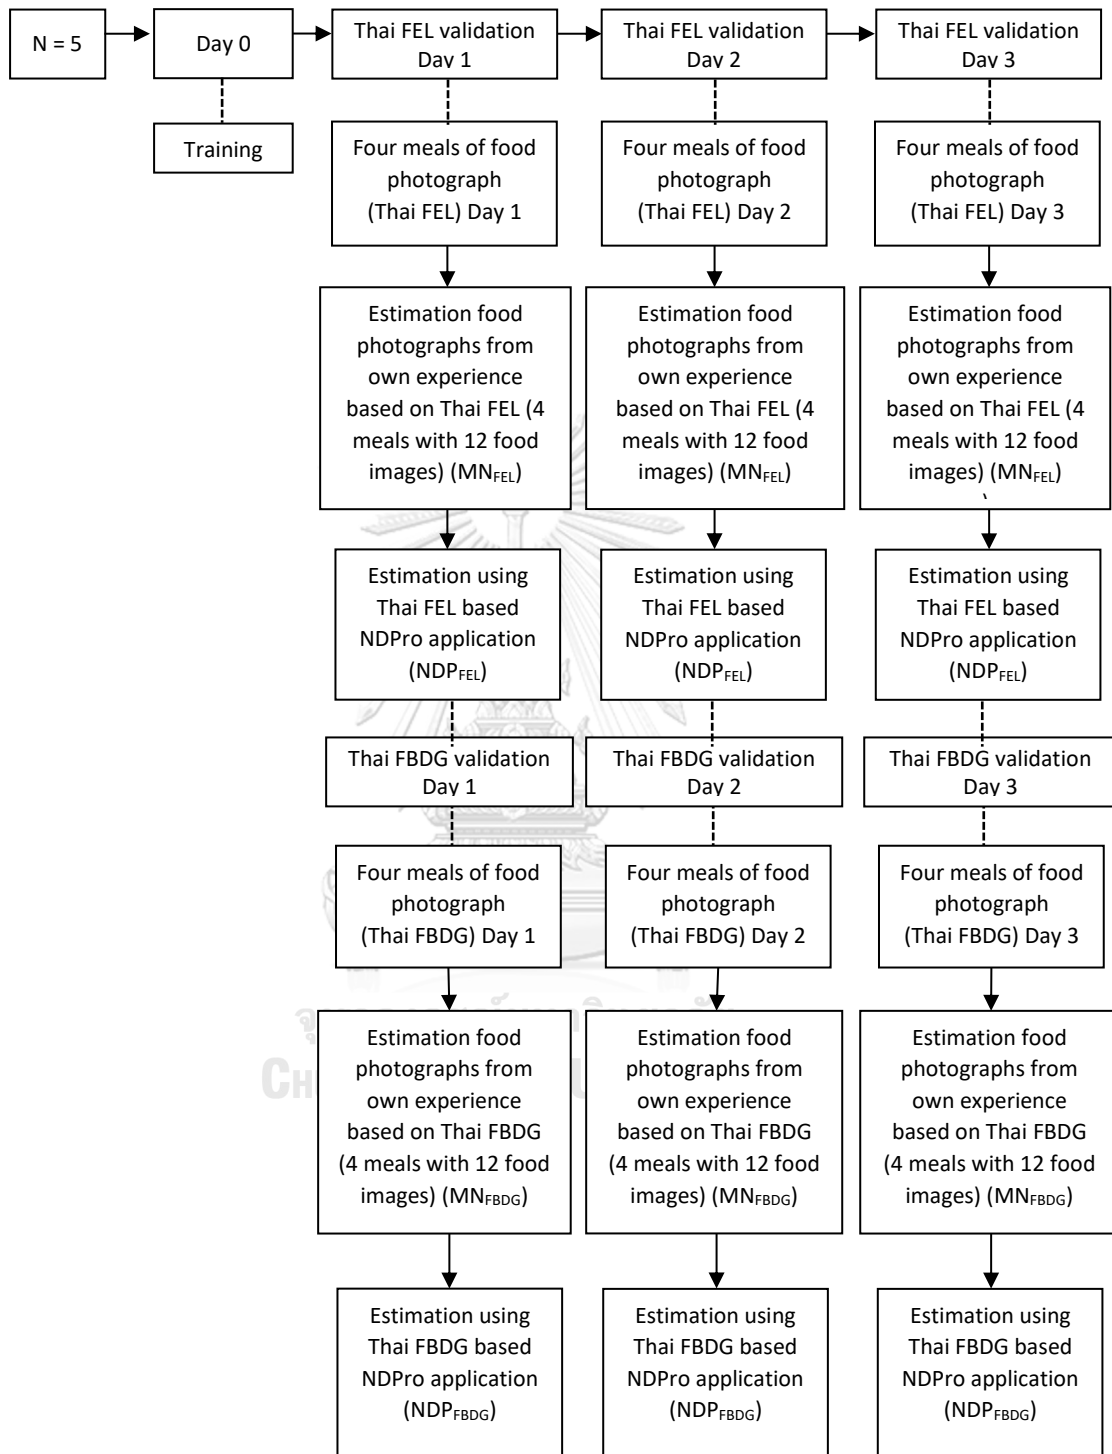 N = 5
Day 0
Thai FEL validation
Day 1
Thai FEL validation
Day 2
Thai FEL validation
Day 3
Training
Four meals of food
photograph
(Thai FEL) Day 1
Four meals of food
photograph
(Thai FEL) Day 2
Four meals of food
photograph
(Thai FEL) Day 3
Estimation food
photographs from
own experience
based on Thai FEL (4
meals with 12 food
images) (MNFEL)
Estimation food
photographs from
own experience
based on Thai FEL (4
meals with 12 food
images) (MNFEL)
Estimation food
photographs from
own experience
based on Thai FEL (4
meals with 12 food
images) (MNFEL)
Estimation using
Thai FEL based
NDPro application
(NDPFEL)
Estimation using
Thai FEL based
NDPro application
(NDPFEL)
Estimation using
Thai FEL based
NDPro application
(NDPFEL)
Thai FBDG validation
Day 1
Thai FBDG validation
Day 2
Thai FBDG validation
Day 3
Four meals of food
photograph
(Thai FBDG) Day 1
Four meals of food
photograph
(Thai FBDG) Day 2
Four meals of food
photograph
(Thai FBDG) Day 3
Estimation food
photographs from
own experience
based on Thai FBDG
(4 meals with 12 food
images) (MNFBDG)
Estimation food
photographs from
own experience
based on Thai FBDG
(4 meals with 12 food
images) (MNFBDG)
Estimation food
photographs from
own experience
based on Thai FBDG
(4 meals with 12 food
images) (MNFBDG)
Estimation using
Thai FBDG based
NDPro application
(NDPFBDG)
Estimation using
Thai FBDG based
NDPro application
(NDPFBDG)
Estimation using
Thai FBDG based
NDPro application
(NDPFBDG)